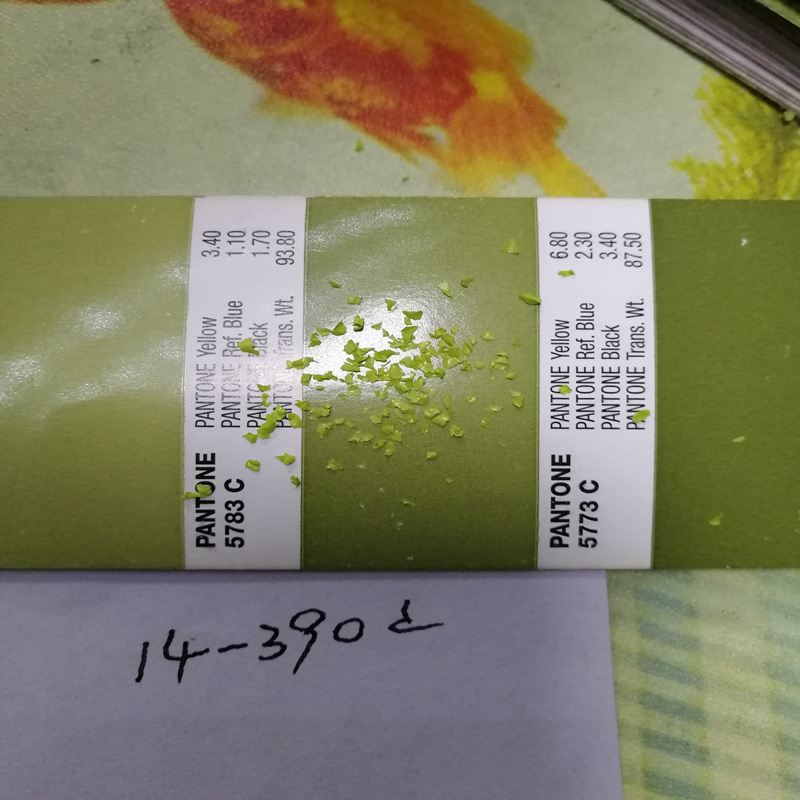 PANTONE Yellow 3.40
PANTONE Ref. Blue 1.10
PANTONE Black 1.70
PANTONE Trans. Wt. 93.80
PANTONE
5783 C
PANTONE Yellow 6.80
PANTONE Ref. Blue 2.30
PANTONE Black 3.40
PANTONE Trans. Wt. 87.50
PANTONE
5773 C
14-390